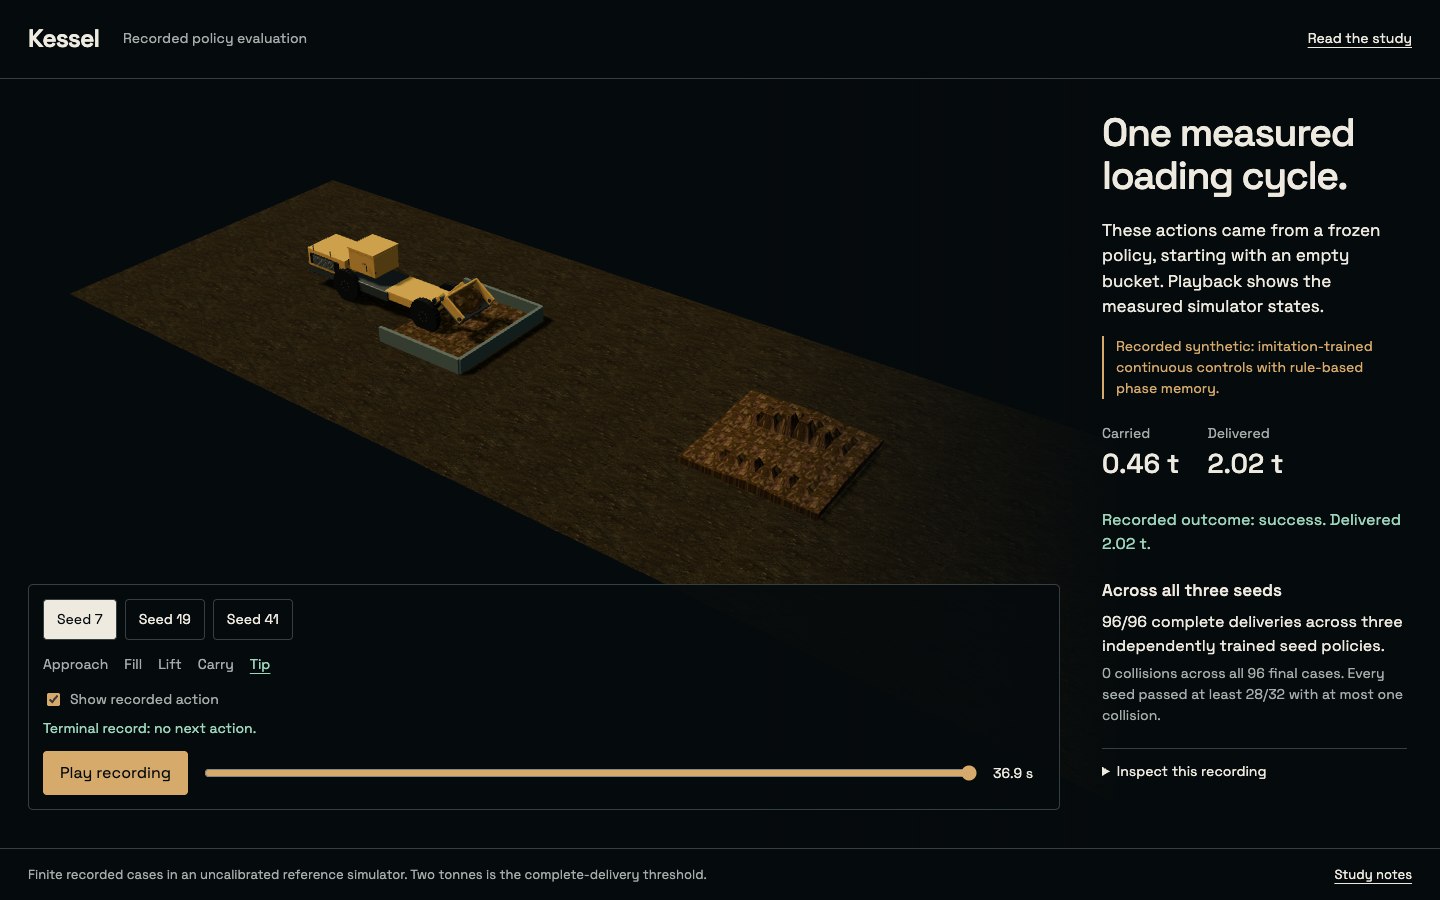 Kessel
Recorded policy evaluation
Read the study
One measured
loading cycle.
These actions came from a frozen
policy, starting with an empty
bucket. Playback shows the
measured simulator states.
Recorded synthetic: imitation-trained
continuous controls with rule-based
phase memory.
Carried
Delivered
0.46 t
2.02 t
Recorded outcome: success. Delivered
2.02 t.
Across all three seeds
96/96 complete deliveries across three
independently trained seed policies.
0 collisions across all 96 final cases. Every
seed passed at least 28/32 with at most one
collision.
Inspect this recording
Seed 7
Seed 19
Seed 41
Approach
Fill
Lift
Carry
Tip
Show recorded action
Terminal record: no next action.
Play recording
36.9 s
Finite recorded cases in an uncalibrated reference simulator. Two tonnes is the complete-delivery threshold.
Study notes